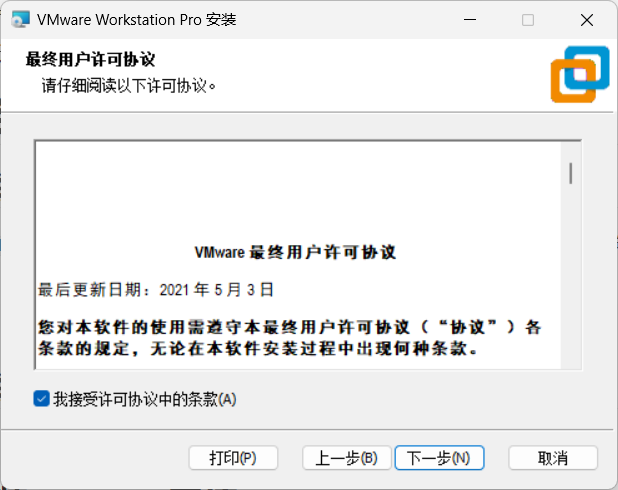 VMware Workstation Pro 安装
最终用户许可协议
请仔细阅读以下许可协议。
VMware 最终用户许可协议
最后更新日期：2021 年 5 月 3 日
您对本软件的使用需遵守本最终用户许可协议（“协议”）各
条款的规定，无论在本软件安装过程中出现何种条款。
我接受许可协议中的条款(A)
打印(P)
上一步(B)
下一步(N)
取消